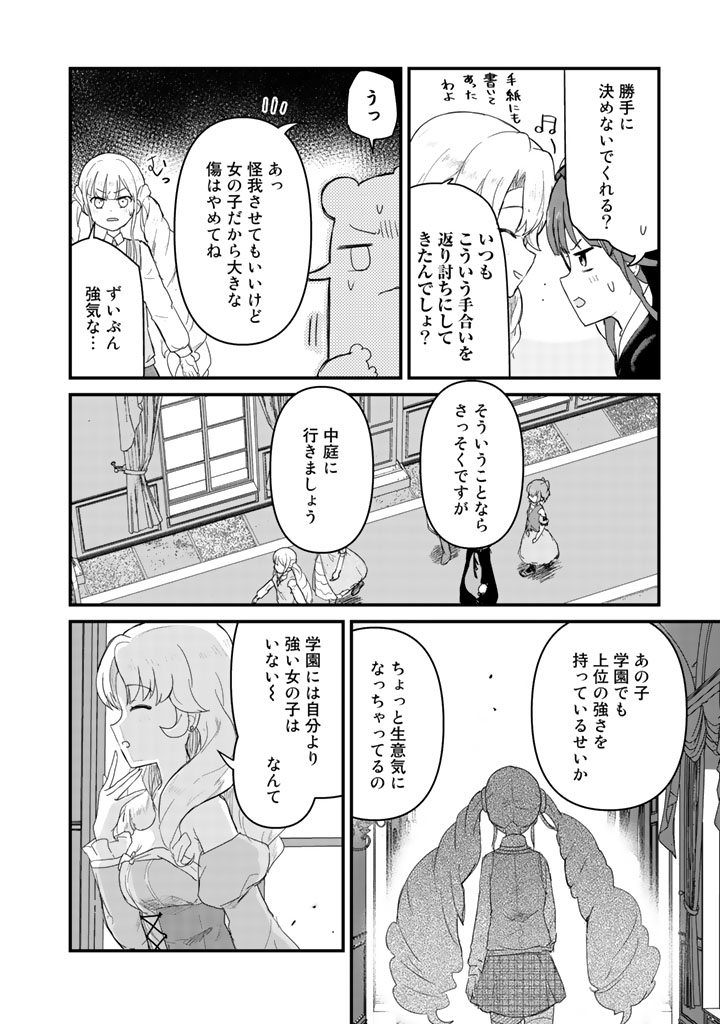 勝手に
決めないでくれる？
手紙にも
書いて
あった
わよ
いつも
こういう手合いを
返り討ちにして
きたんでしょ？
うっ
あっ
怪我させてもいいけど
女の子だから大きな
傷はやめてね
むっ
ずいぶん
強気な…
そういうことなら
さっそくですが
中庭に
行きましょう
あの子
学園でも
上位の強さを
持っているせいか
ちょっと生意気に
なっちゃってるの
学園には自分より
強い女の子は
いない〜
なんて